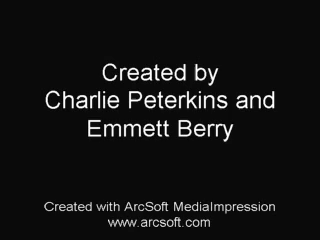 Created by
Charlie Peterkins and
Emmett Berry
Created with ArcSoft MediaImpression
www.arcsoft.com